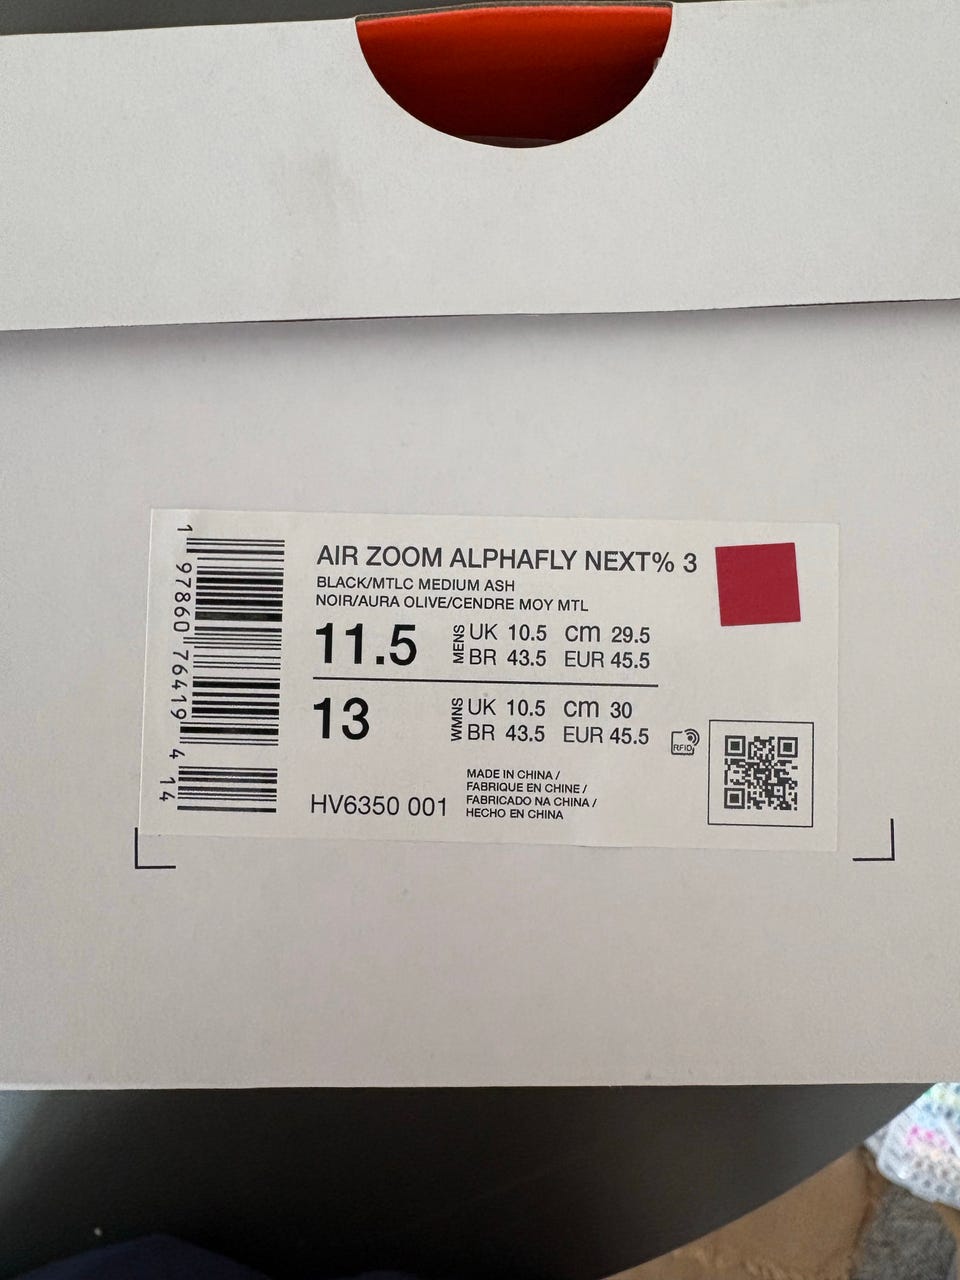 1 97860 76419 4 14
AIR ZOOM ALPHAFLY NEXT% 3
BLACK/MTLC MEDIUM ASH
NOIR/AURA OLIVE/CENDRE MOY MTL
11.5 MENS UK 10.5 CM 29.5
BR 43.5 EUR 45.5
13 WMNS UK 10.5 CM 30
BR 43.5 EUR 45.5
RFID
HV6350 001
MADE IN CHINA /
FABRIQUE EN CHINE /
FABRICADO NA CHINA /
HECHO EN CHINA